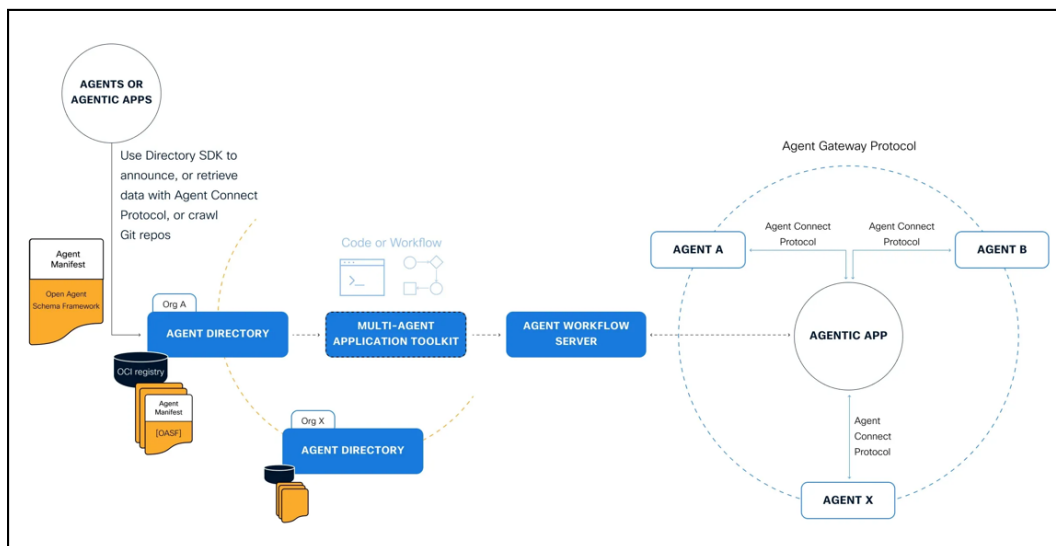 AGENTS OR
AGENTIC APPS
Use Directory SDK to
announce, or retrieve
data with Agent Connect
Protocol, or crawl
Git repos
Agent
Manifest
Open Agent
Schema Framework
Org A
AGENT DIRECTORY
OCI registry
Agent
Manifest
[OASF]
Org X
AGENT DIRECTORY
Code or Workflow
MULTI-AGENT
APPLICATION TOOLKIT
AGENT WORKFLOW
SERVER
Agent Gateway Protocol
Agent Connect
Protocol
Agent Connect
Protocol
AGENT A
AGENT B
AGENTIC APP
Agent
Connect
Protocol
AGENT X